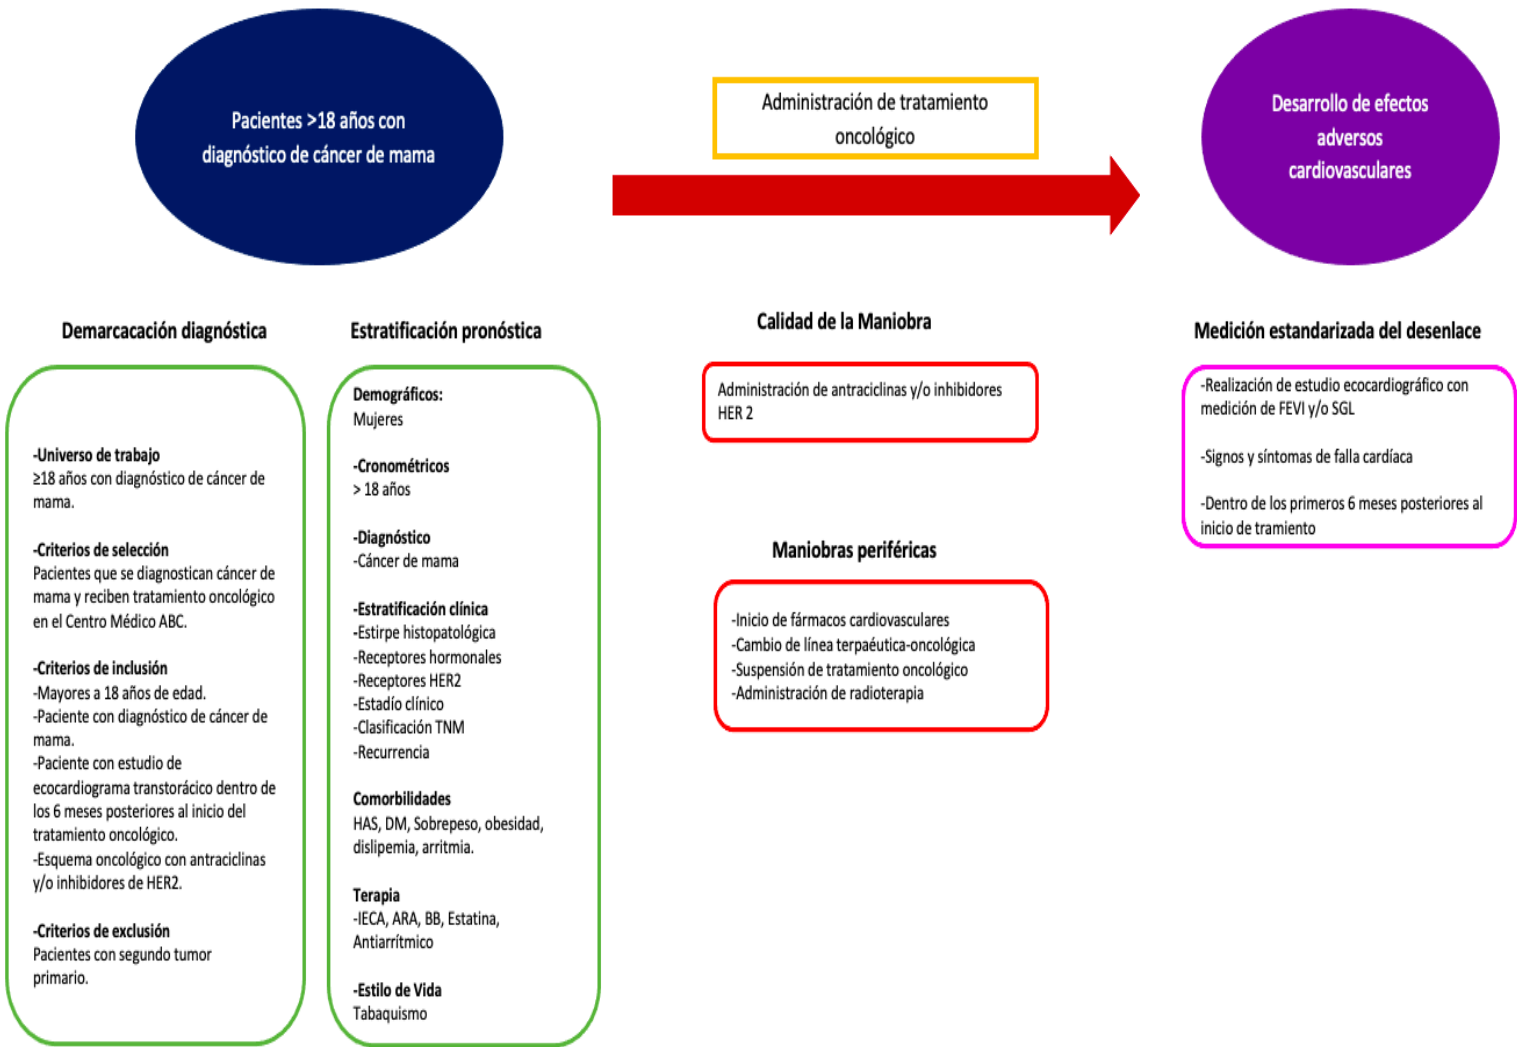 Pacientes >18 años con
diagnóstico de cáncer de mama
Administración de tratamiento
oncológico
Desarrollo de efectos
adversos
cardiovasculares
Demarcacación diagnóstica
-Universo de trabajo
≥18 años con diagnóstico de cáncer de
mama.
-Criterios de selección
Pacientes que se diagnostican cáncer de
mama y reciben tratamiento oncológico
en el Centro Médico ABC.
-Criterios de inclusión
-Mayores a 18 años de edad.
-Paciente con diagnóstico de cáncer de
mama.
-Paciente con estudio de
ecocardiograma transtorácico dentro de
los 6 meses posteriores al inicio del
tratamiento oncológico.
-Esquema oncológico con antraciclinas
y/o inhibidores de HER2.
-Criterios de exclusión
Pacientes con segundo tumor
primario.
Estratificación pronóstica
Demográficos:
Mujeres
-Cronométricos
> 18 años
-Diagnóstico
-Cáncer de mama
-Estratificación clínica
-Estirpe histopatológica
-Receptores hormonales
-Receptores HER2
-Estadío clínico
-Clasificación TNM
-Recurrencia
Comorbilidades
HAS, DM, Sobrepeso, obesidad,
dislipemia, arritmia.
Terapia
-IECA, ARA, BB, Estatina,
Antiarrítmico
-Estilo de Vida
Tabaquismo
Calidad de la Maniobra
Administración de antraciclinas y/o inhibidores
HER 2
Maniobras periféricas
-Inicio de fármacos cardiovasculares
-Cambio de línea terpaéutica-oncológica
-Suspensión de tratamiento oncológico
-Administración de radioterapia
Medición estandarizada del desenlace
-Realización de estudio ecocardiográfico con
medición de FEVI y/o SGL
-Signos y síntomas de falla cardíaca
-Dentro de los primeros 6 meses posteriores al
inicio de tramiento